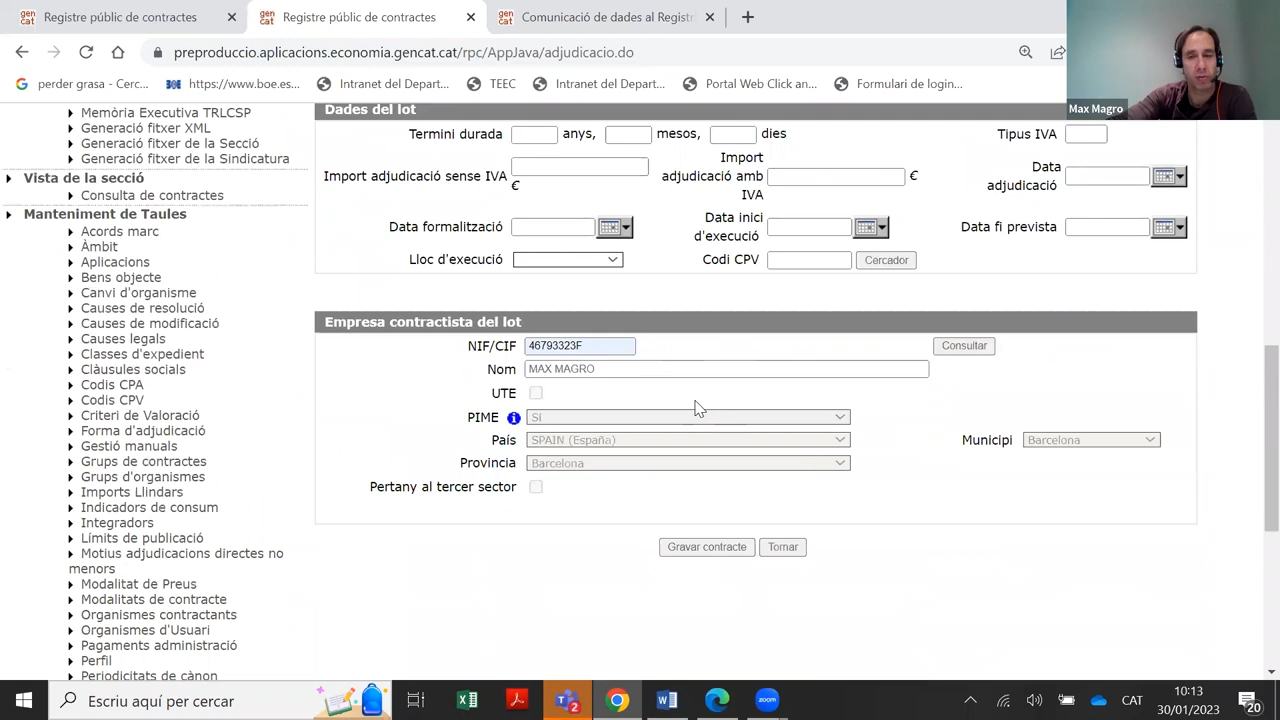 Registre públic de contractes
Registre públic de contractes
Comunicació de dades al Registr
preproduccio.aplicacions.economia.gencat.cat/rpc/AppJava/adjudicacio.do
perder grasa - Cerc...
https://www.boe.es...
Intranet del Depart...
TEEC
Intranet del Depart...
Portal Web Click an...
Formulari de login...
Max Magro
Memòria Executiva TRLCSP
Generació fitxer XML
Generació fitxer de la Secció
Generació fitxer de la Sindicatura
Vista de la secció
Consulta de contractes
Manteniment de Taules
Acords marc
Àmbit
Aplicacions
Bens objecte
Canvi d'organisme
Causes de resolució
Causes de modificació
Causes legals
Classes d'expedient
Clàusules socials
Codis CPA
Codis CPV
Criteri de Valoració
Forma d'adjudicació
Gestió manuals
Grups de contractes
Grups d'organismes
Imports Llindars
Indicadors de consum
Integradors
Límits de publicació
Motius adjudicacions directes no
menors
Modalitat de Preus
Modalitats de contracte
Organismes contractants
Organismes d'Usuari
Pagaments administració
Perfil
Periodicitats de cànon
Dades del lot
Termini durada anys, mesos, dies Tipus IVA
Import adjudicació sense IVA €
Import adjudicació amb IVA €
Data adjudicació
Data formalització
Data inici d'execució
Data fi prevista
Lloc d'execució
Codi CPV Cercador
Empresa contractista del lot
NIF/CIF 46793323F Consultar
Nom MAX MAGRO
UTE
PIME i Sí
País SPAIN (España) Municipi Barcelona
Provincia Barcelona
Pertany al tercer sector
Gravar contracte Tornar
Escriu aquí per cercar
2
zoom
CAT
10:13
30/01/2023
20